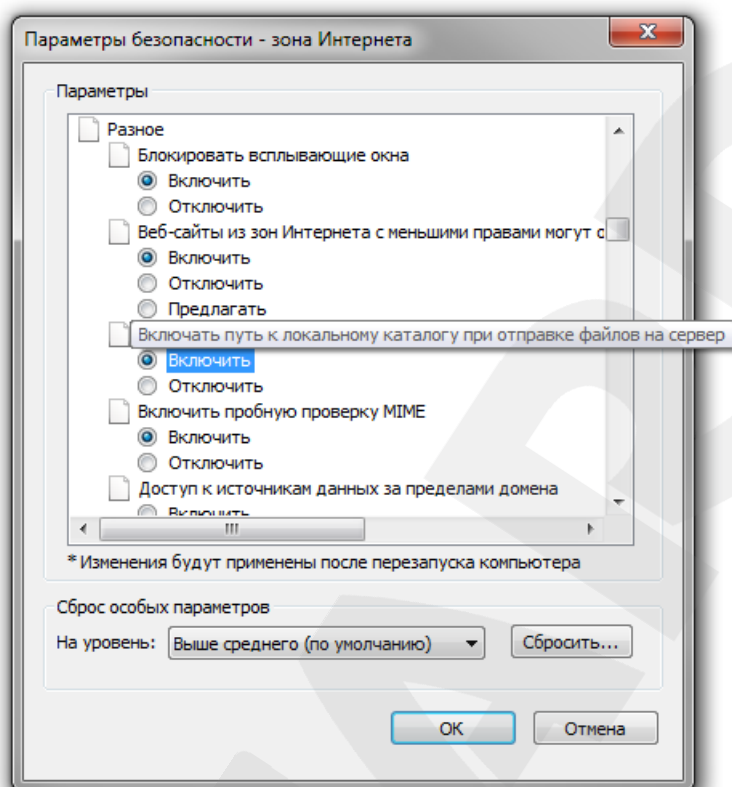 Параметры безопасности - зона Интернета
Параметры
Разное
Блокировать всплывающие окна
Включить
Отключить
Веб-сайты из зон Интернета с меньшими правами могут о
Включить
Отключить
Предлагать
Включать путь к локальному каталогу при отправке файлов на сервер
Включить
Отключить
Включить пробную проверку MIME
Включить
Отключить
Доступ к источникам данных за пределами домена
Включить
* Изменения будут применены после перезапуска компьютера
Сброс особых параметров
На уровень: Выше среднего (по умолчанию) Сбросить...
ОК Отмена